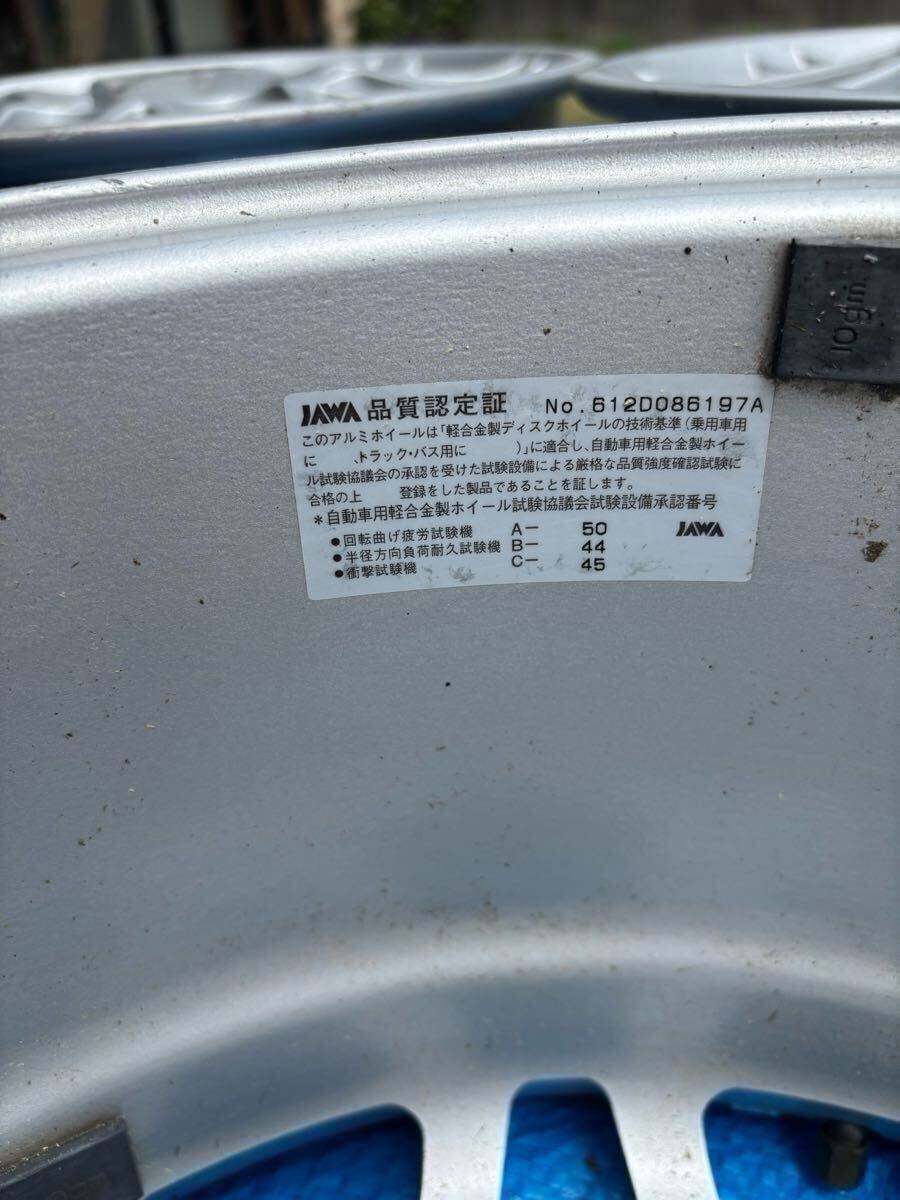 10gm.
JAWA 品質認定証 No.612D086197A
このアルミホイールは「軽合金製ディスクホイールの技術基準（乗用車用
に 、トラック・バス用に ）」に適合し、自動車用軽合金製ホイー
ル試験協議会の承認を受けた試験設備による厳格な品質強度確認試験に
合格の上 登録をした製品であることを証します。
＊自動車用軽合金製ホイール試験協議会試験設備承認番号
●回転曲げ疲労試験機 A− 50 JAWA
●半径方向負荷耐久試験機 B− 44
●衝撃試験機 C− 45